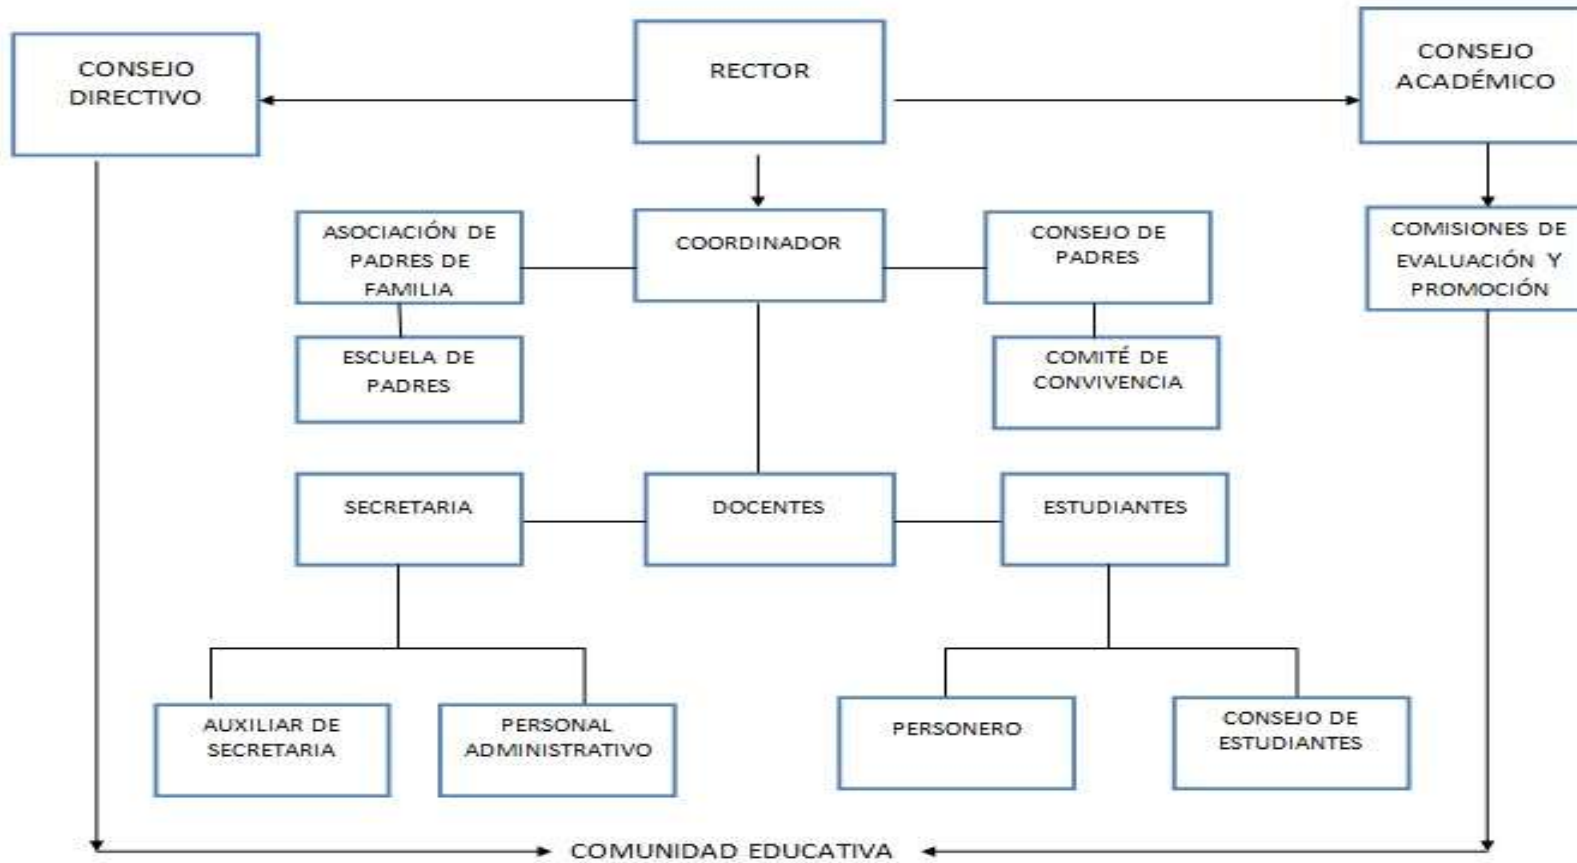 CONSEJO
DIRECTIVO
RECTOR
CONSEJO
ACADÉMICO
ASOCIACIÓN DE
PADRES DE
FAMILIA
COORDINADOR
CONSEJO DE
PADRES
COMISIONES DE
EVALUACIÓN Y
PROMOCIÓN
ESCUELA DE
PADRES
COMITÉ DE
CONVIVENCIA
SECRETARIA
DOCENTES
ESTUDIANTES
AUXILIAR DE
SECRETARIA
PERSONAL
ADMINISTRATIVO
PERSONERO
CONSEJO DE
ESTUDIANTES
COMUNIDAD EDUCATIVA